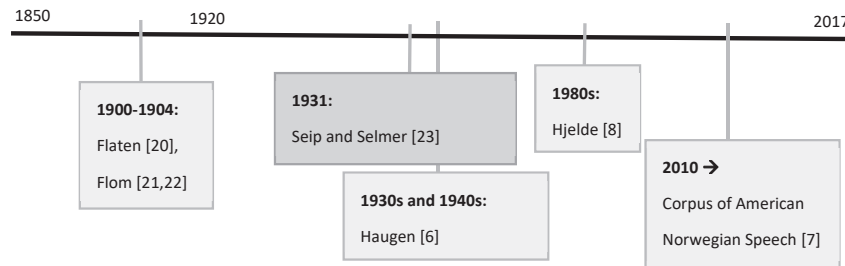 1850
1920
2017
1900-1904:
Flaten [20],
Flom [21,22]
1931:
Seip and Selmer [23]
1930s and 1940s:
Haugen [6]
1980s:
Hjelde [8]
2010 →
Corpus of American
Norwegian Speech [7]